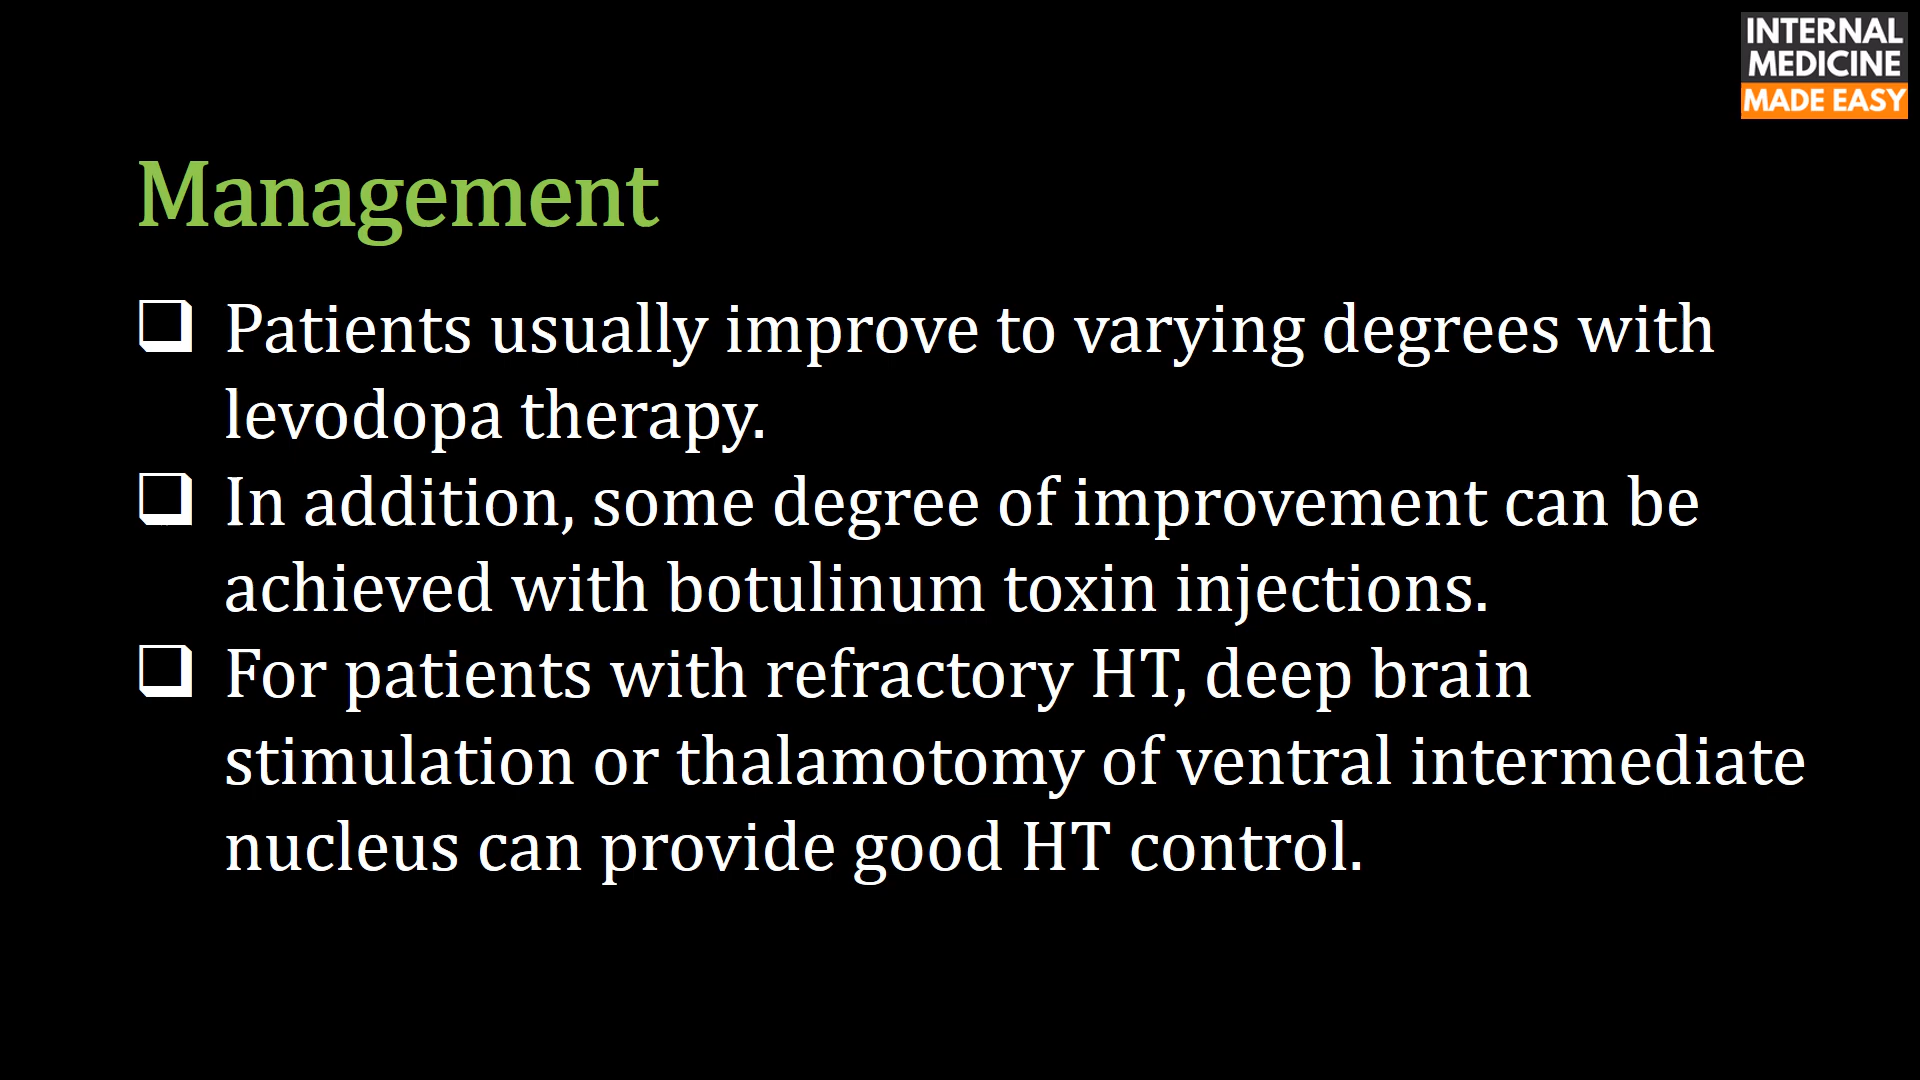 INTERNAL
MEDICINE
MADE EASY
Management
❑ Patients usually improve to varying degrees with
levodopa therapy.
❑ In addition, some degree of improvement can be
achieved with botulinum toxin injections.
❑ For patients with refractory HT, deep brain
stimulation or thalamotomy of ventral intermediate
nucleus can provide good HT control.